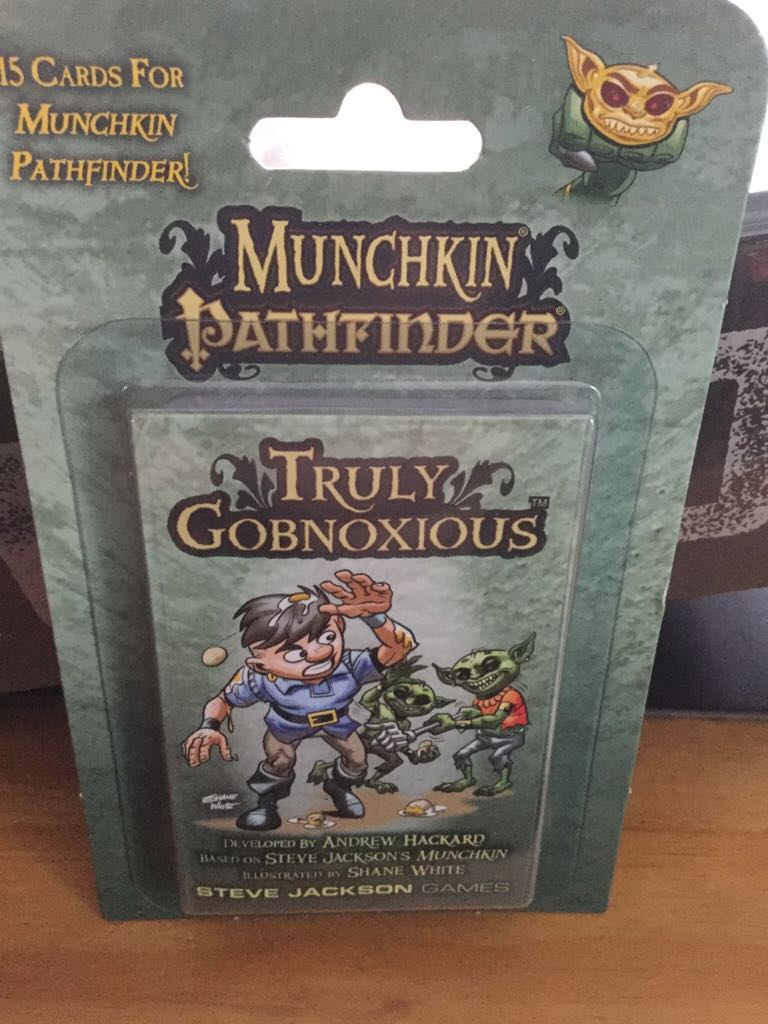 15 CARDS FOR
MUNCHKIN
PATHFINDER!
MUNCHKIN®
PATHFINDER®
TRULY
GOBNOXIOUS™
SHANE
WHITE
DEVELOPED BY ANDREW HACKARD
BASED ON STEVE JACKSON'S MUNCHKIN
ILLUSTRATED BY SHANE WHITE
STEVE JACKSON GAMES